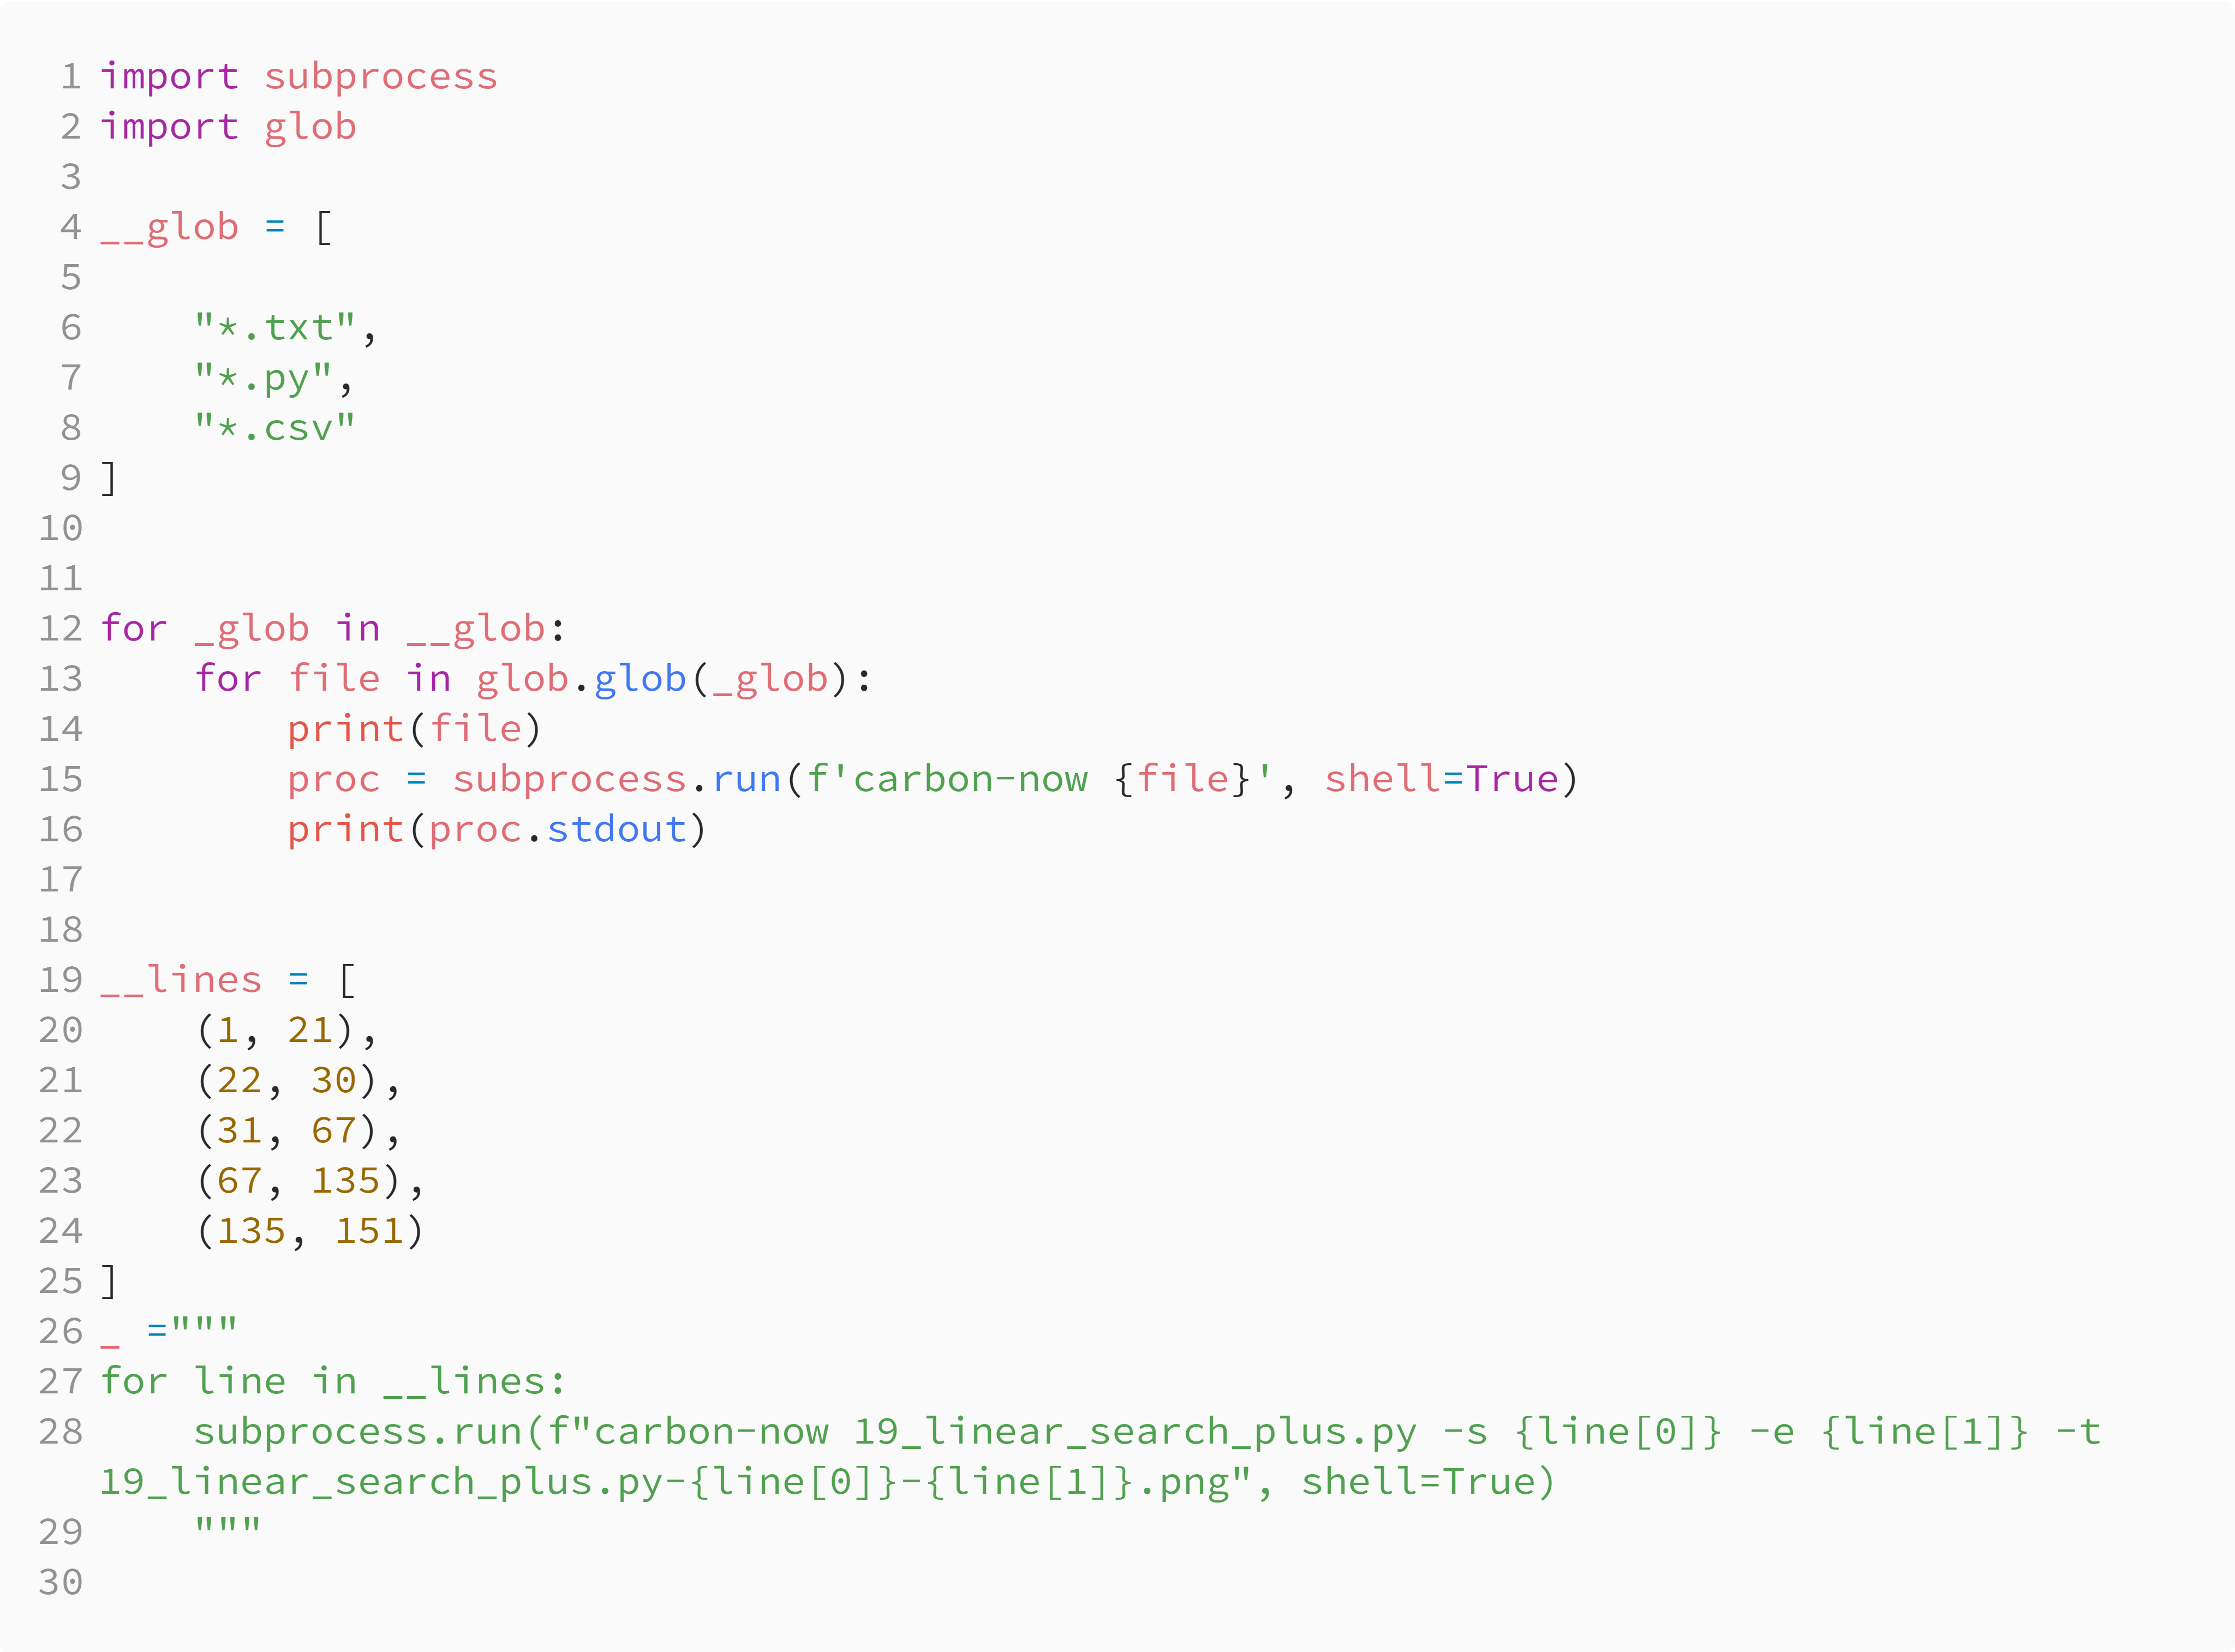 1 import subprocess
2 import glob
3
4 __glob = [
5
6     "*.txt",
7     "*.py",
8     "*.csv"
9 ]
10
11
12 for _glob in __glob:
13     for file in glob.glob(_glob):
14         print(file)
15         proc = subprocess.run(f'carbon-now {file}', shell=True)
16         print(proc.stdout)
17
18
19 __lines = [
20     (1, 21),
21     (22, 30),
22     (31, 67),
23     (67, 135),
24     (135, 151)
25 ]
26 _ ="""
27 for line in __lines:
28     subprocess.run(f"carbon-now 19_linear_search_plus.py -s {line[0]} -e {line[1]} -t
19_linear_search_plus.py-{line[0]}-{line[1]}.png", shell=True)
29     """
30